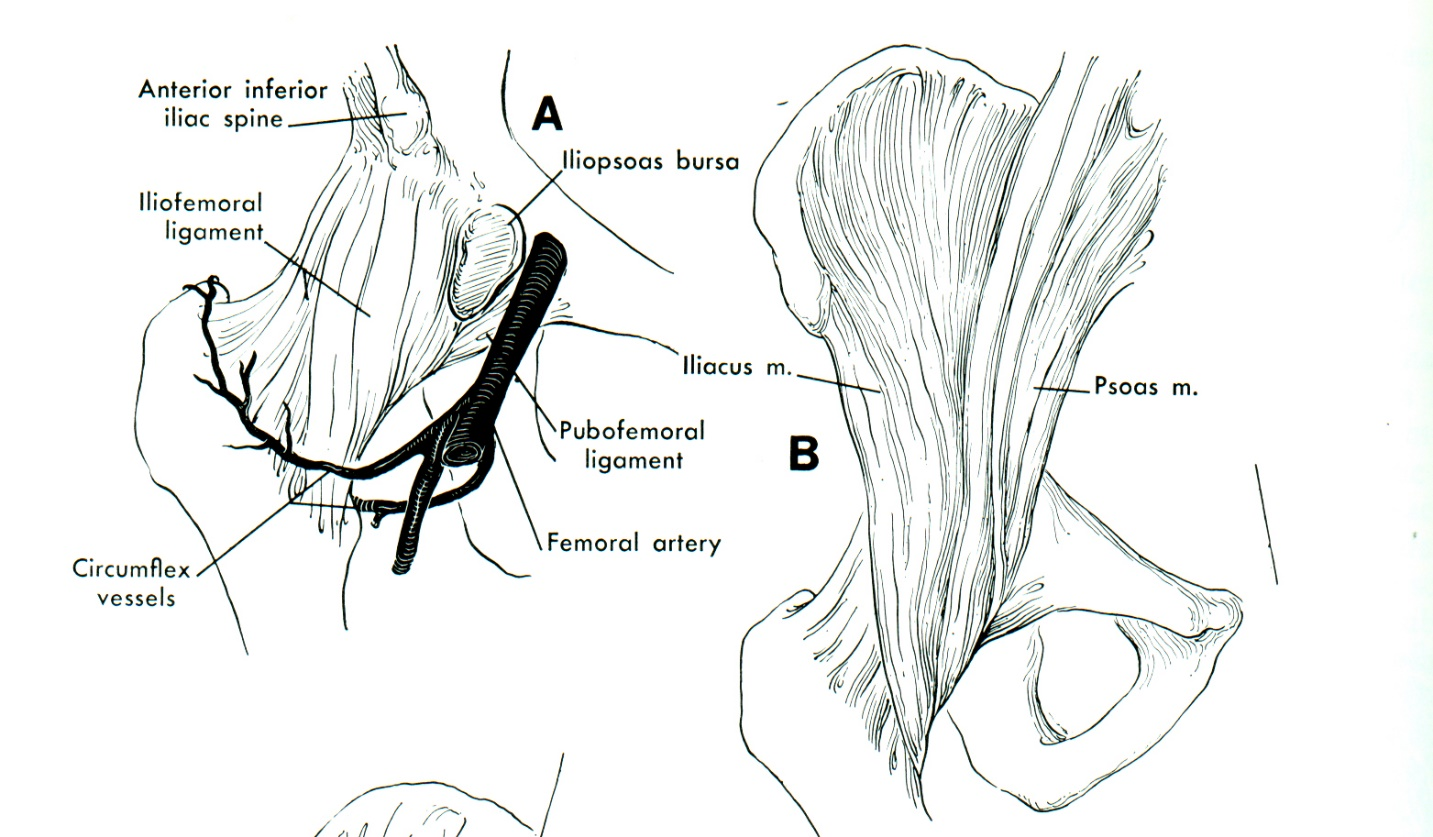 Anterior inferior
iliac spine
A
Iliopsoas bursa
Iliofemoral
ligament
Iliacus m.
Psoas m.
Pubofemoral
ligament
B
Femoral artery
Circumflex
vessels